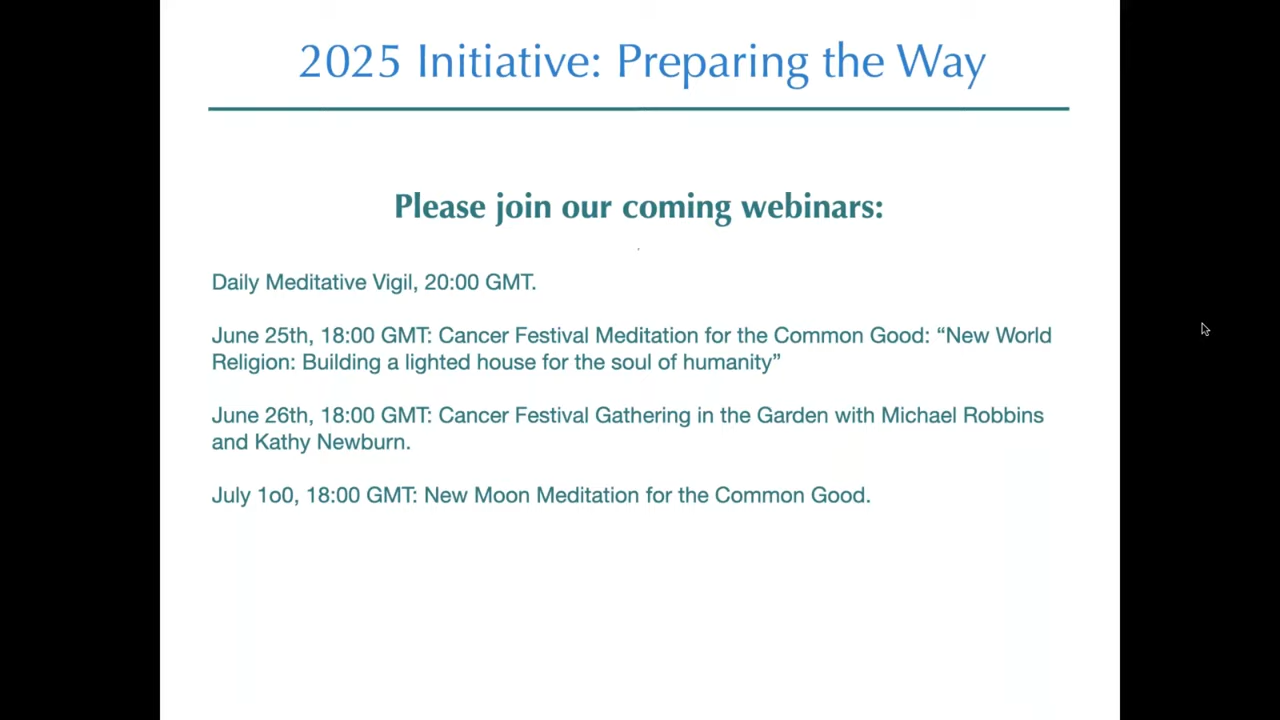 2025 Initiative: Preparing the Way
Please join our coming webinars:
.
Daily Meditative Vigil, 20:00 GMT.
June 25th, 18:00 GMT: Cancer Festival Meditation for the Common Good: “New World
Religion: Building a lighted house for the soul of humanity”
June 26th, 18:00 GMT: Cancer Festival Gathering in the Garden with Michael Robbins
and Kathy Newburn.
July 1o0, 18:00 GMT: New Moon Meditation for the Common Good.